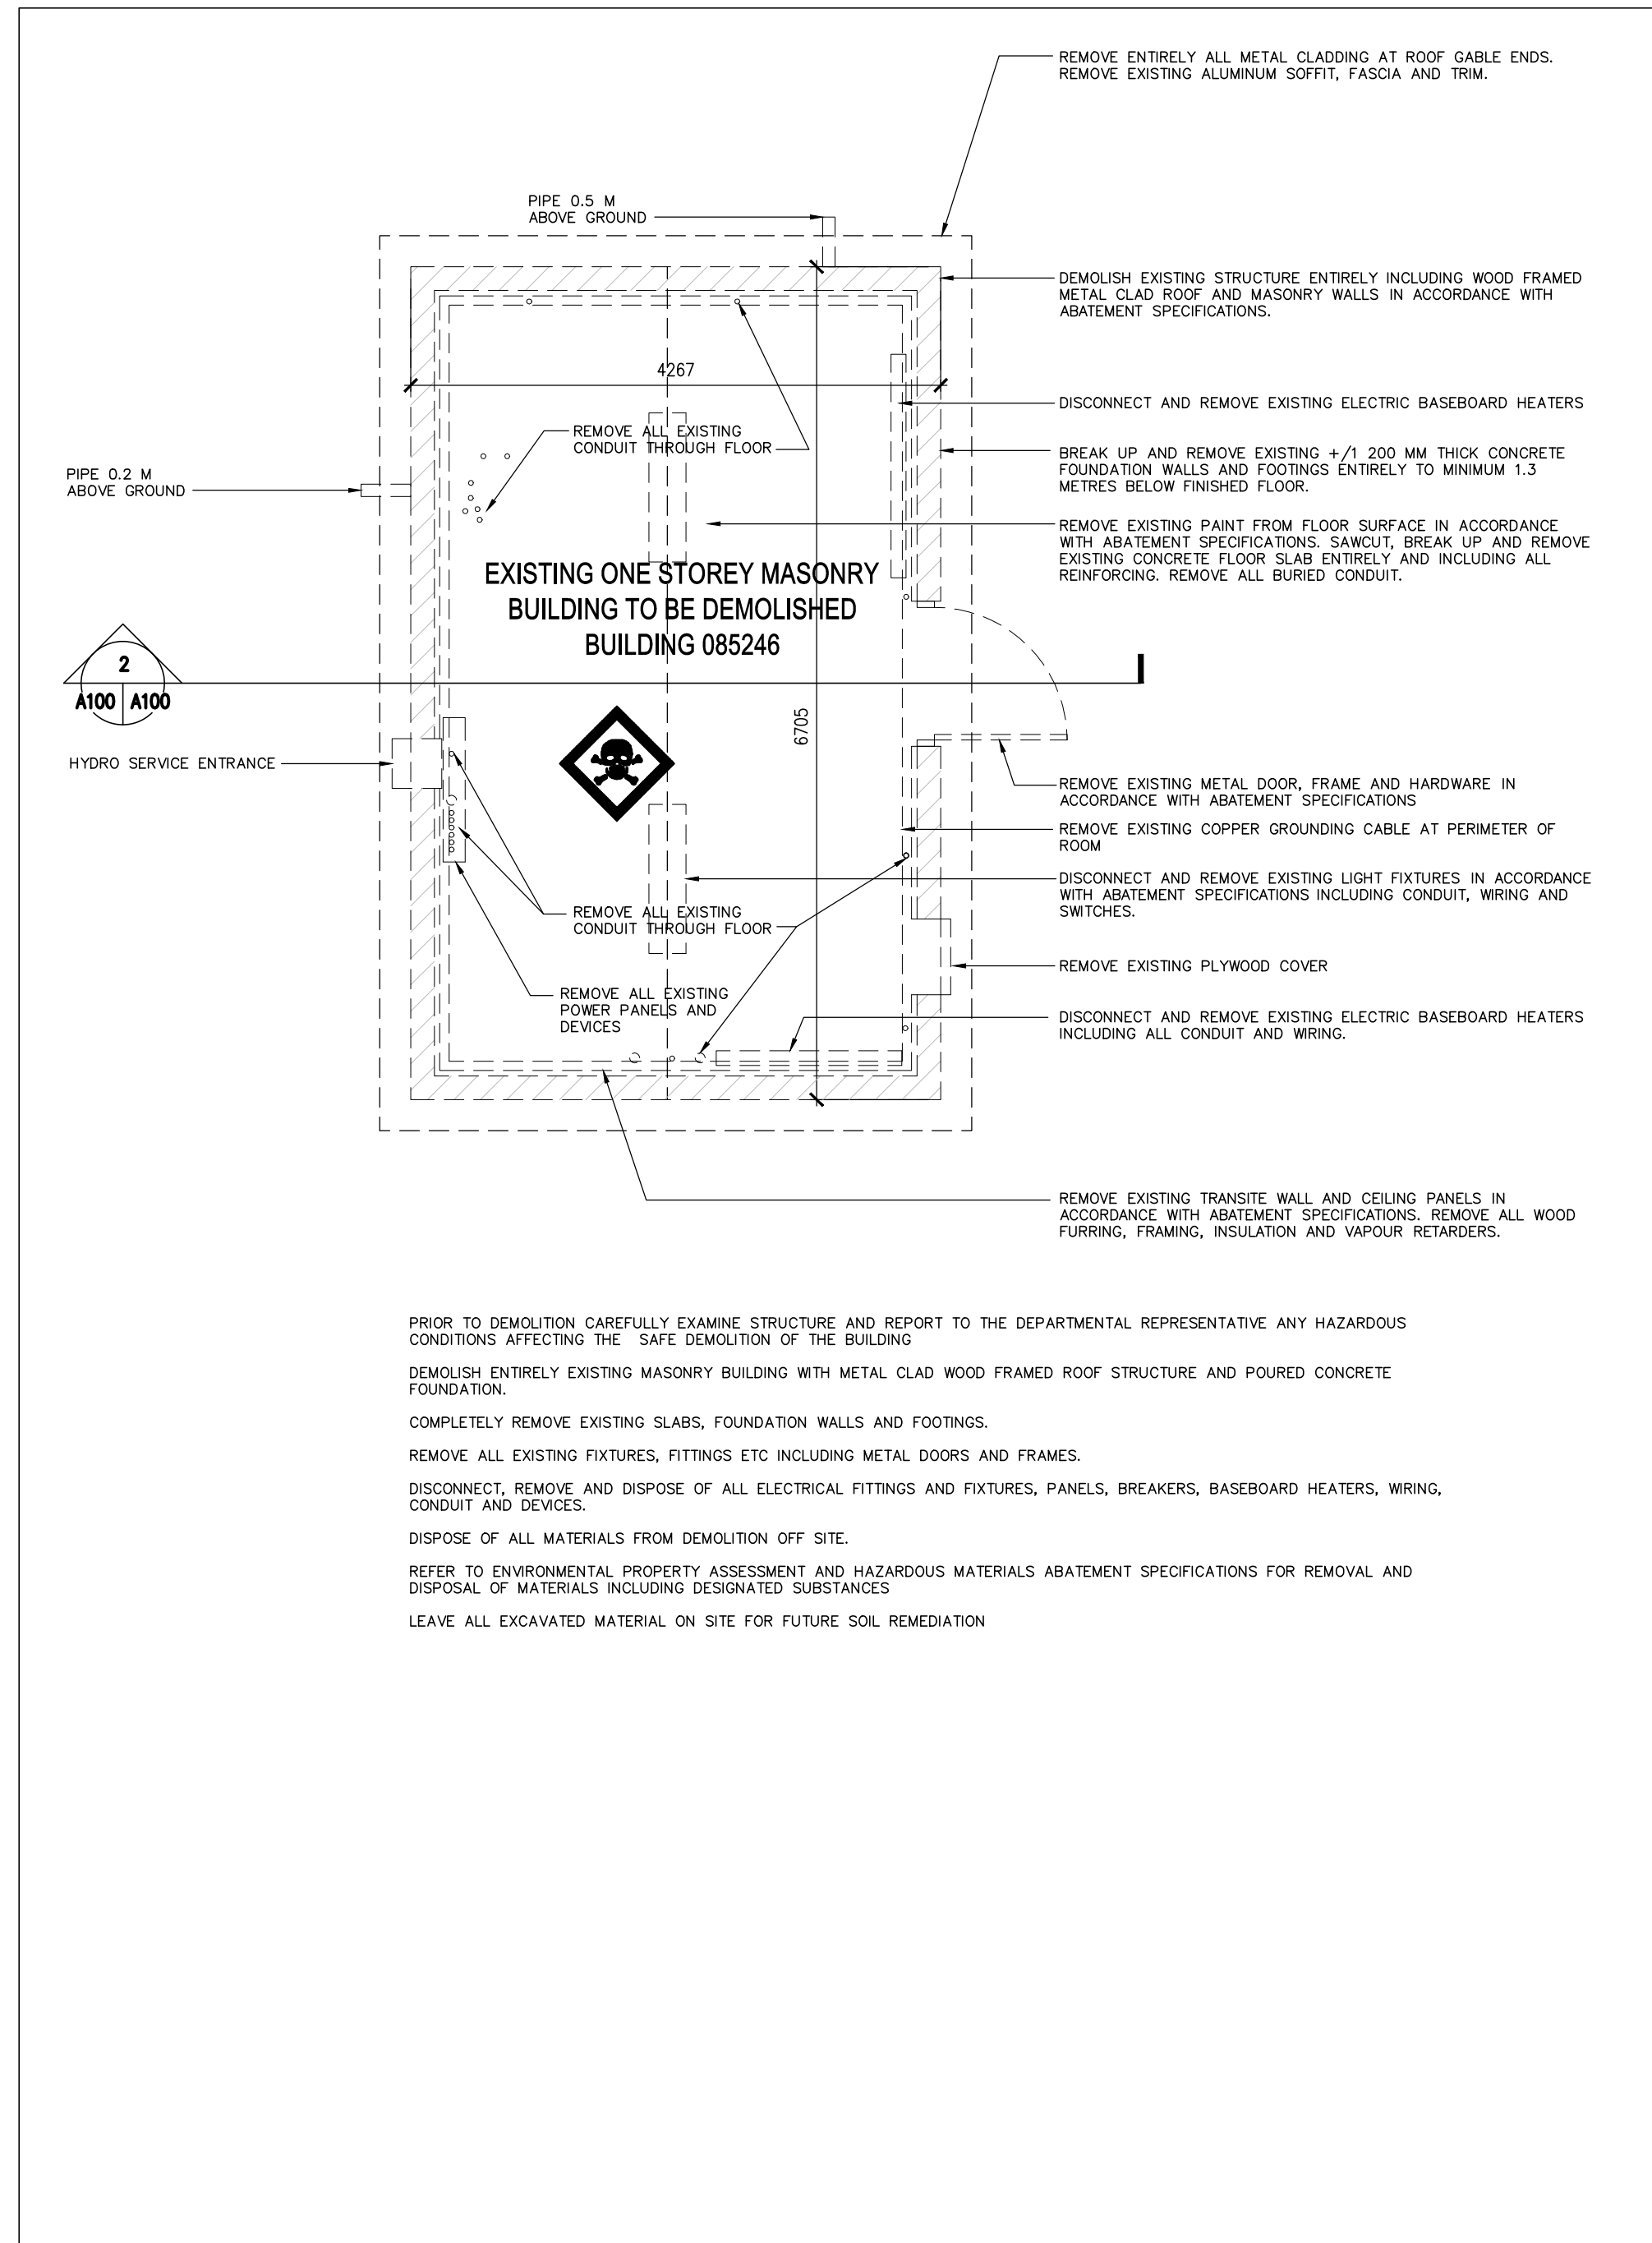 REMOVE ENTIRELY ALL METAL CLADDING AT ROOF GABLE ENDS.
REMOVE EXISTING ALUMINUM SOFFIT, FASCIA AND TRIM.
PIPE 0.5 M
ABOVE GROUND
DEMOLISH EXISTING STRUCTURE ENTIRELY INCLUDING WOOD FRAMED
METAL CLAD ROOF AND MASONRY WALLS IN ACCORDANCE WITH
ABATEMENT SPECIFICATIONS.
4267
DISCONNECT AND REMOVE EXISTING ELECTRIC BASEBOARD HEATERS
REMOVE ALL EXISTING
CONDUIT THROUGH FLOOR
BREAK UP AND REMOVE EXISTING +/1 200 MM THICK CONCRETE
FOUNDATION WALLS AND FOOTINGS ENTIRELY TO MINIMUM 1.3
METRES BELOW FINISHED FLOOR.
PIPE 0.2 M
ABOVE GROUND
REMOVE EXISTING PAINT FROM FLOOR SURFACE IN ACCORDANCE
WITH ABATEMENT SPECIFICATIONS. SAWCUT, BREAK UP AND REMOVE
EXISTING CONCRETE FLOOR SLAB ENTIRELY AND INCLUDING ALL
REINFORCING. REMOVE ALL BURIED CONDUIT.
EXISTING ONE STOREY MASONRY
BUILDING TO BE DEMOLISHED
BUILDING 085246
2
A100 A100
6705
HYDRO SERVICE ENTRANCE
REMOVE EXISTING METAL DOOR, FRAME AND HARDWARE IN
ACCORDANCE WITH ABATEMENT SPECIFICATIONS
REMOVE EXISTING COPPER GROUNDING CABLE AT PERIMETER OF
ROOM
DISCONNECT AND REMOVE EXISTING LIGHT FIXTURES IN ACCORDANCE
WITH ABATEMENT SPECIFICATIONS INCLUDING CONDUIT, WIRING AND
SWITCHES.
REMOVE ALL EXISTING
CONDUIT THROUGH FLOOR
REMOVE EXISTING PLYWOOD COVER
REMOVE ALL EXISTING
POWER PANELS AND
DEVICES
DISCONNECT AND REMOVE EXISTING ELECTRIC BASEBOARD HEATERS
INCLUDING ALL CONDUIT AND WIRING.
REMOVE EXISTING TRANSITE WALL AND CEILING PANELS IN
ACCORDANCE WITH ABATEMENT SPECIFICATIONS. REMOVE ALL WOOD
FURRING, FRAMING, INSULATION AND VAPOUR RETARDERS.
PRIOR TO DEMOLITION CAREFULLY EXAMINE STRUCTURE AND REPORT TO THE DEPARTMENTAL REPRESENTATIVE ANY HAZARDOUS
CONDITIONS AFFECTING THE SAFE DEMOLITION OF THE BUILDING
DEMOLISH ENTIRELY EXISTING MASONRY BUILDING WITH METAL CLAD WOOD FRAMED ROOF STRUCTURE AND POURED CONCRETE
FOUNDATION.
COMPLETELY REMOVE EXISTING SLABS, FOUNDATION WALLS AND FOOTINGS.
REMOVE ALL EXISTING FIXTURES, FITTINGS ETC INCLUDING METAL DOORS AND FRAMES.
DISCONNECT, REMOVE AND DISPOSE OF ALL ELECTRICAL FITTINGS AND FIXTURES, PANELS, BREAKERS, BASEBOARD HEATERS, WIRING,
CONDUIT AND DEVICES.
DISPOSE OF ALL MATERIALS FROM DEMOLITION OFF SITE.
REFER TO ENVIRONMENTAL PROPERTY ASSESSMENT AND HAZARDOUS MATERIALS ABATEMENT SPECIFICATIONS FOR REMOVAL AND
DISPOSAL OF MATERIALS INCLUDING DESIGNATED SUBSTANCES
LEAVE ALL EXCAVATED MATERIAL ON SITE FOR FUTURE SOIL REMEDIATION